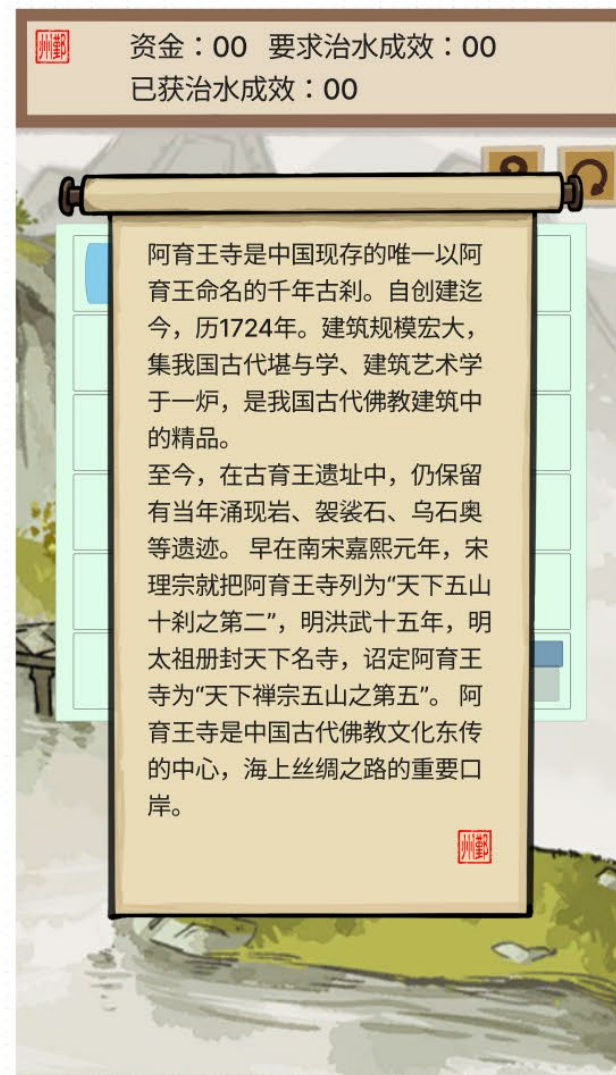 鄞州
资金：00 要求治水成效：00
已获治水成效：00
阿育王寺是中国现存的唯一以阿
育王命名的千年古刹。自创建迄
今，历1724年。建筑规模宏大，
集我国古代堪与学、建筑艺术学
于一炉，是我国古代佛教建筑中
的精品。
至今，在古育王遗址中，仍保留
有当年涌现岩、袈裟石、乌石奥
等遗迹。 早在南宋嘉熙元年，宋
理宗就把阿育王寺列为“天下五山
十刹之第二”，明洪武十五年，明
太祖册封天下名寺，诏定阿育王
寺为“天下禅宗五山之第五”。 阿
育王寺是中国古代佛教文化东传
的中心，海上丝绸之路的重要口
岸。
鄞州